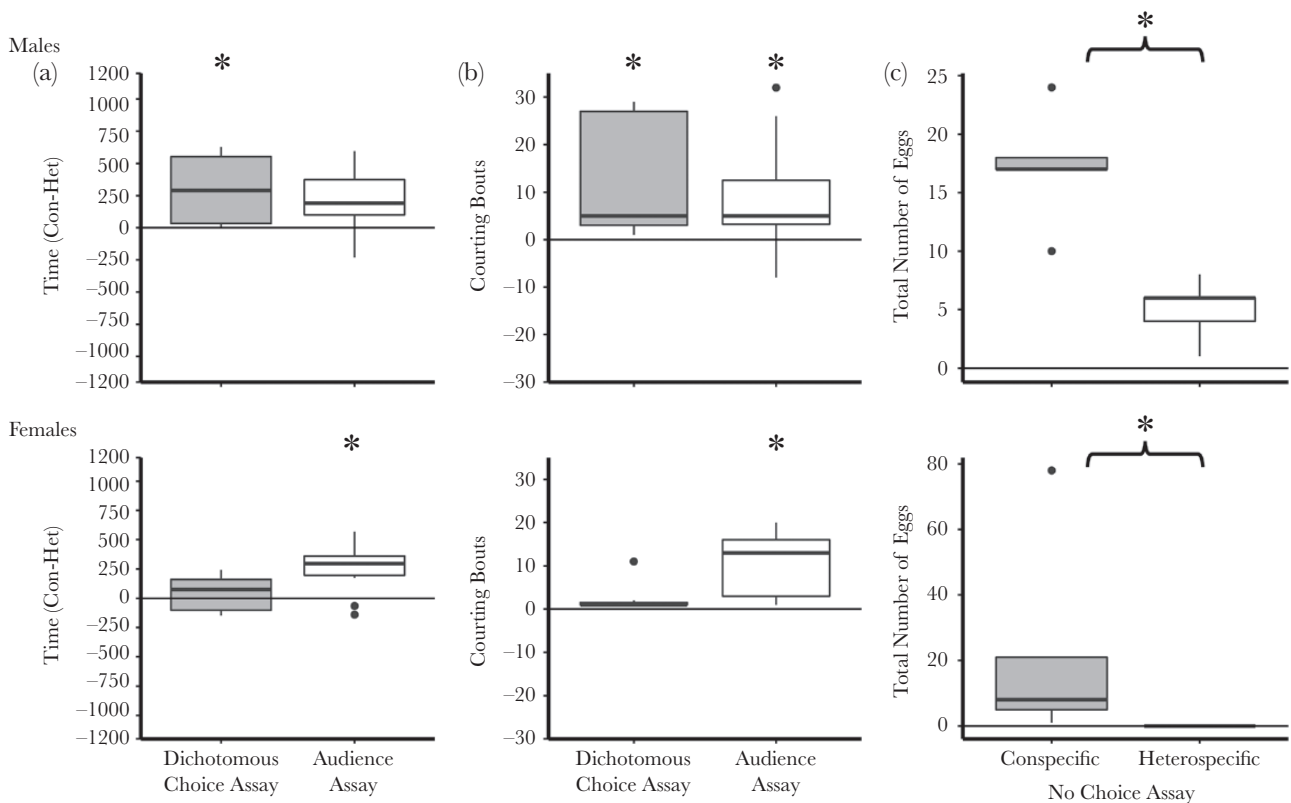 Males
(a)
*
1200
1000
750
500
250
0
−250
−500
−750
−1000
−1200
Time (Con-Het)
(b)
*
*
30
20
10
0
−10
−20
−30
Courting Bouts
(c)
*
25
20
15
10
5
0
Total Number of Eggs
Females
*
1200
1000
750
500
250
0
−250
−500
−750
−1000
−1200
Time (Con-Het)
Dichotomous
Choice Assay
Audience
Assay
*
30
20
10
0
−10
−20
−30
Courting Bouts
Dichotomous
Choice Assay
Audience
Assay
*
80
60
40
20
0
Total Number of Eggs
Conspecific
Heterospecific
No Choice Assay